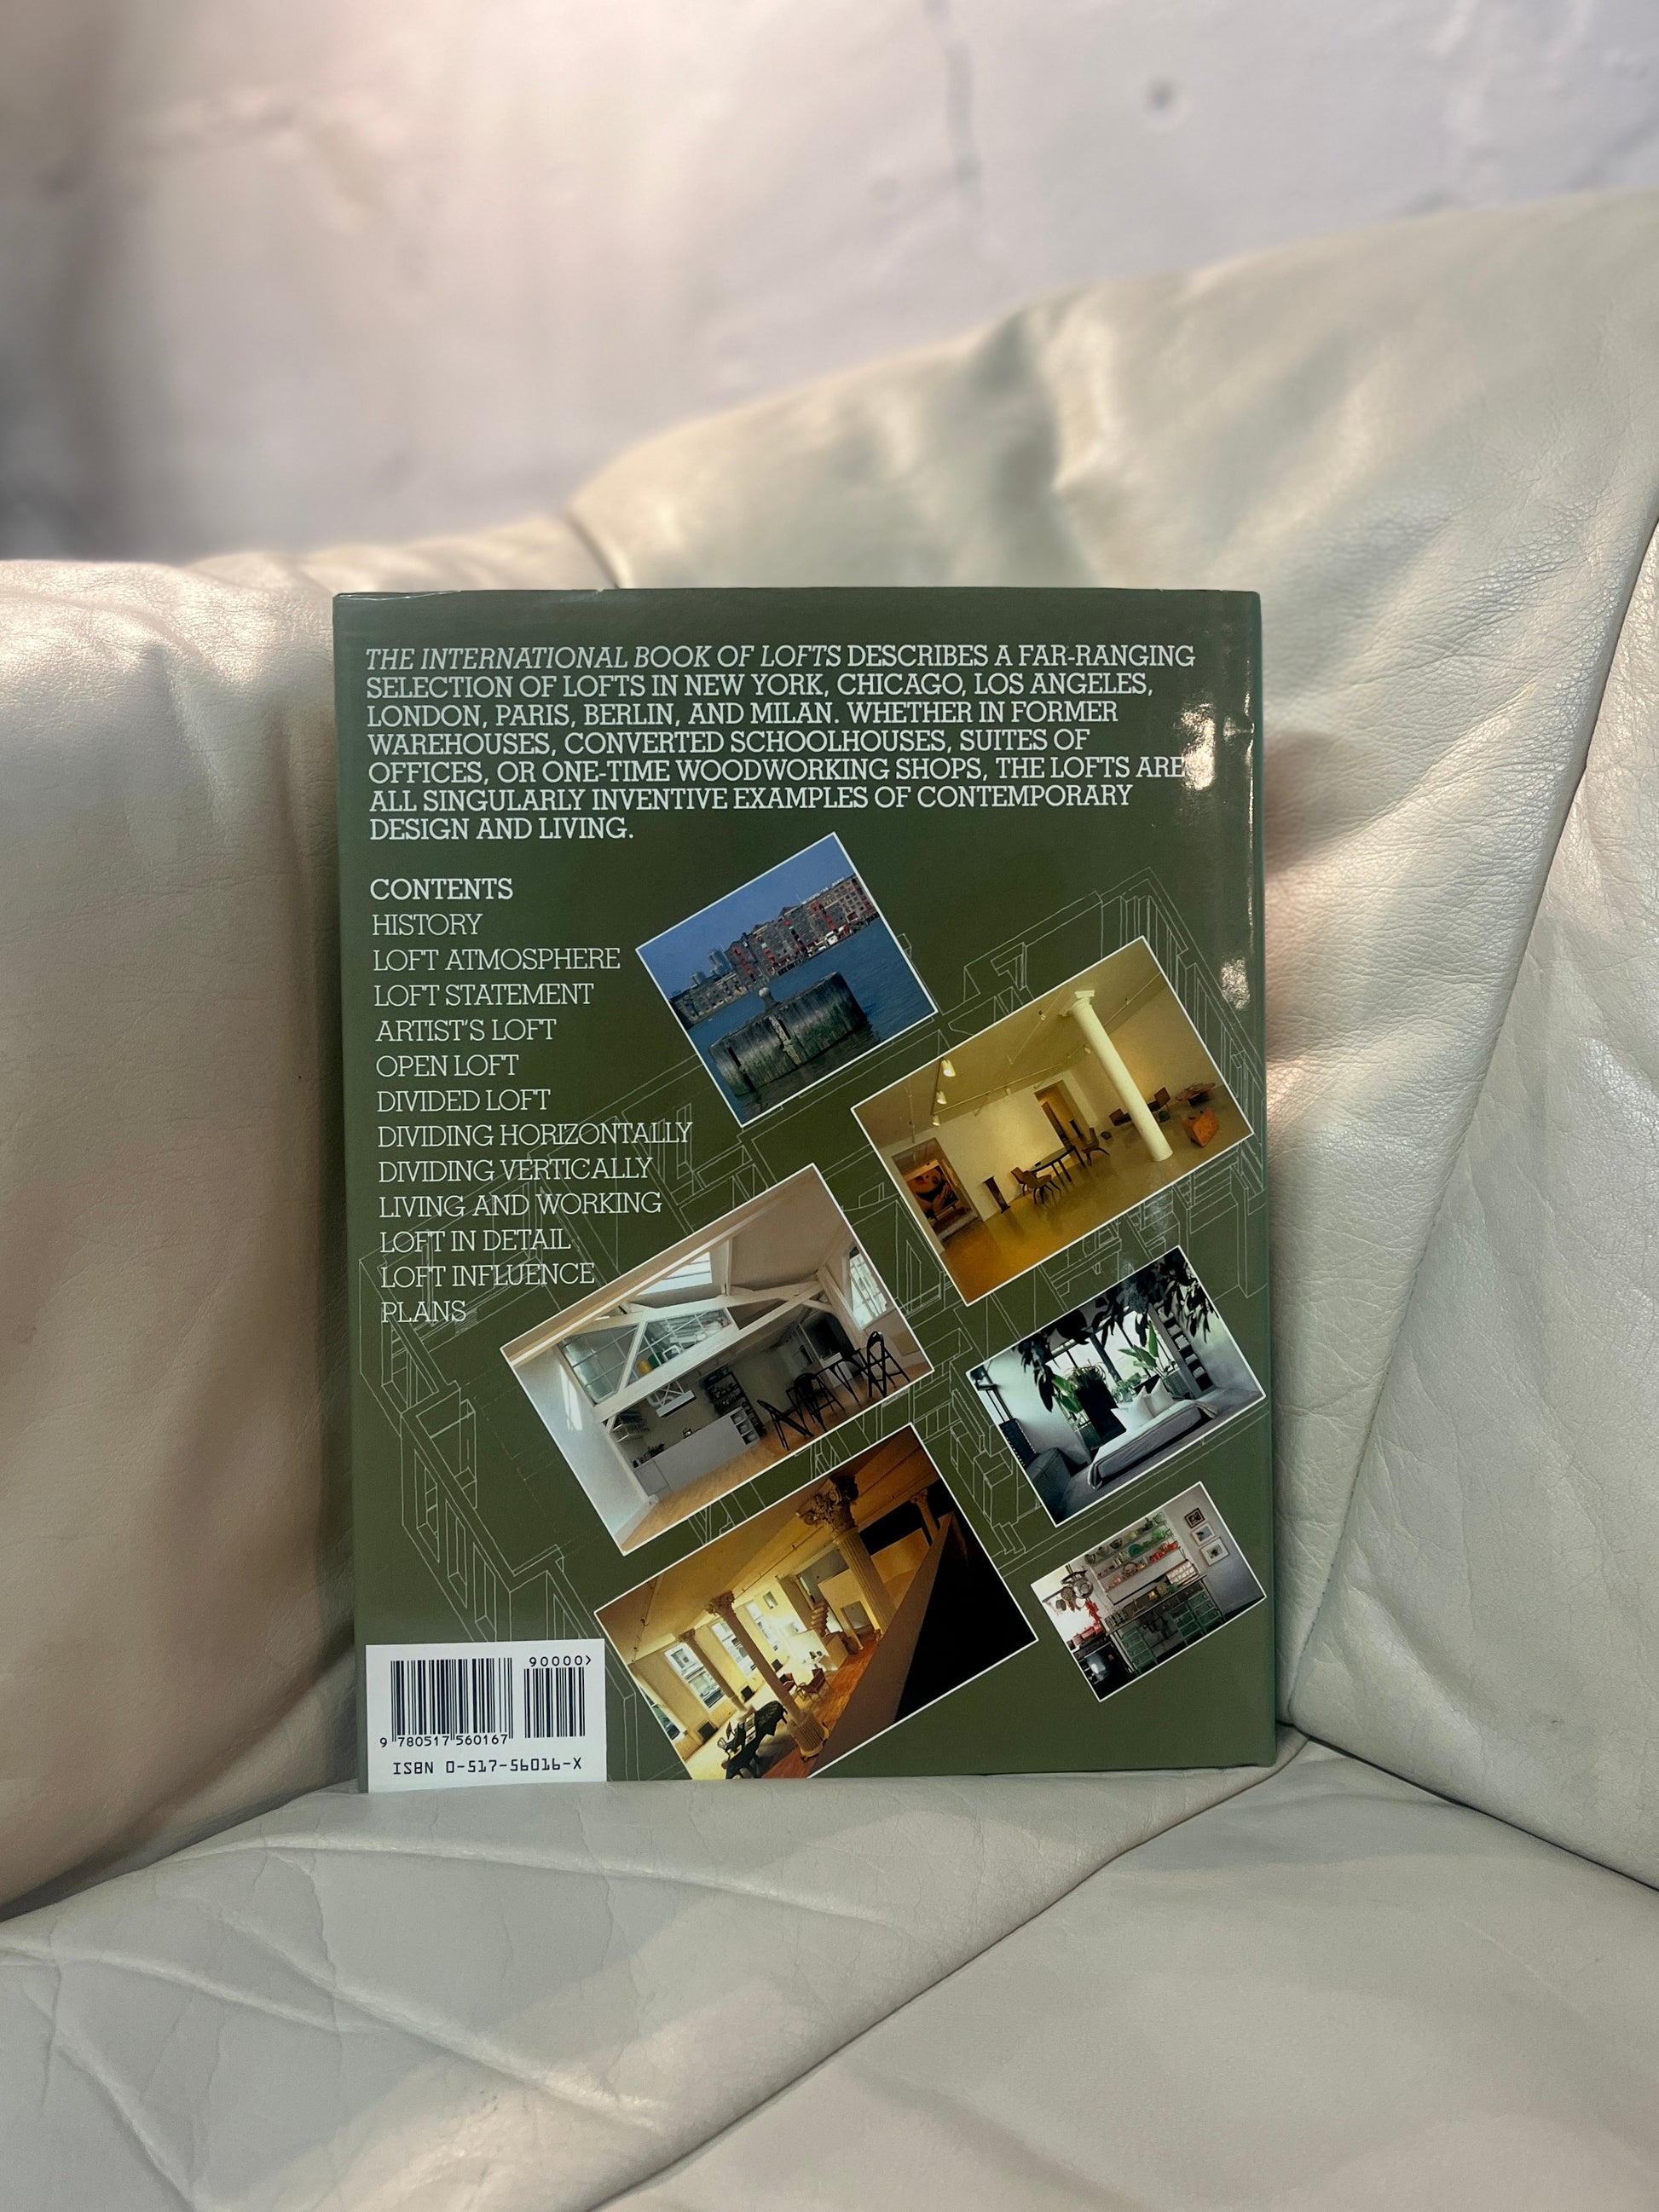 THE INTERNATIONAL BOOK OF LOFTS DESCRIBES A FAR-RANGING
SELECTION OF LOFTS IN NEW YORK, CHICAGO, LOS ANGELES,
LONDON, PARIS, BERLIN, AND MILAN. WHETHER IN FORMER
WAREHOUSES, CONVERTED SCHOOLHOUSES, SUITES OF
OFFICES, OR ONE-TIME WOODWORKING SHOPS, THE LOFTS ARE
ALL SINGULARLY INVENTIVE EXAMPLES OF CONTEMPORARY
DESIGN AND LIVING.
CONTENTS
HISTORY
LOFT ATMOSPHERE
LOFT STATEMENT
ARTIST'S LOFT
OPEN LOFT
DIVIDED LOFT
DIVIDING HORIZONTALLY
DIVIDING VERTICALLY
LIVING AND WORKING
LOFT IN DETAIL
LOFT INFLUENCE
PLANS
90000>
9 780517 560167
ISBN 0-517-56016-X